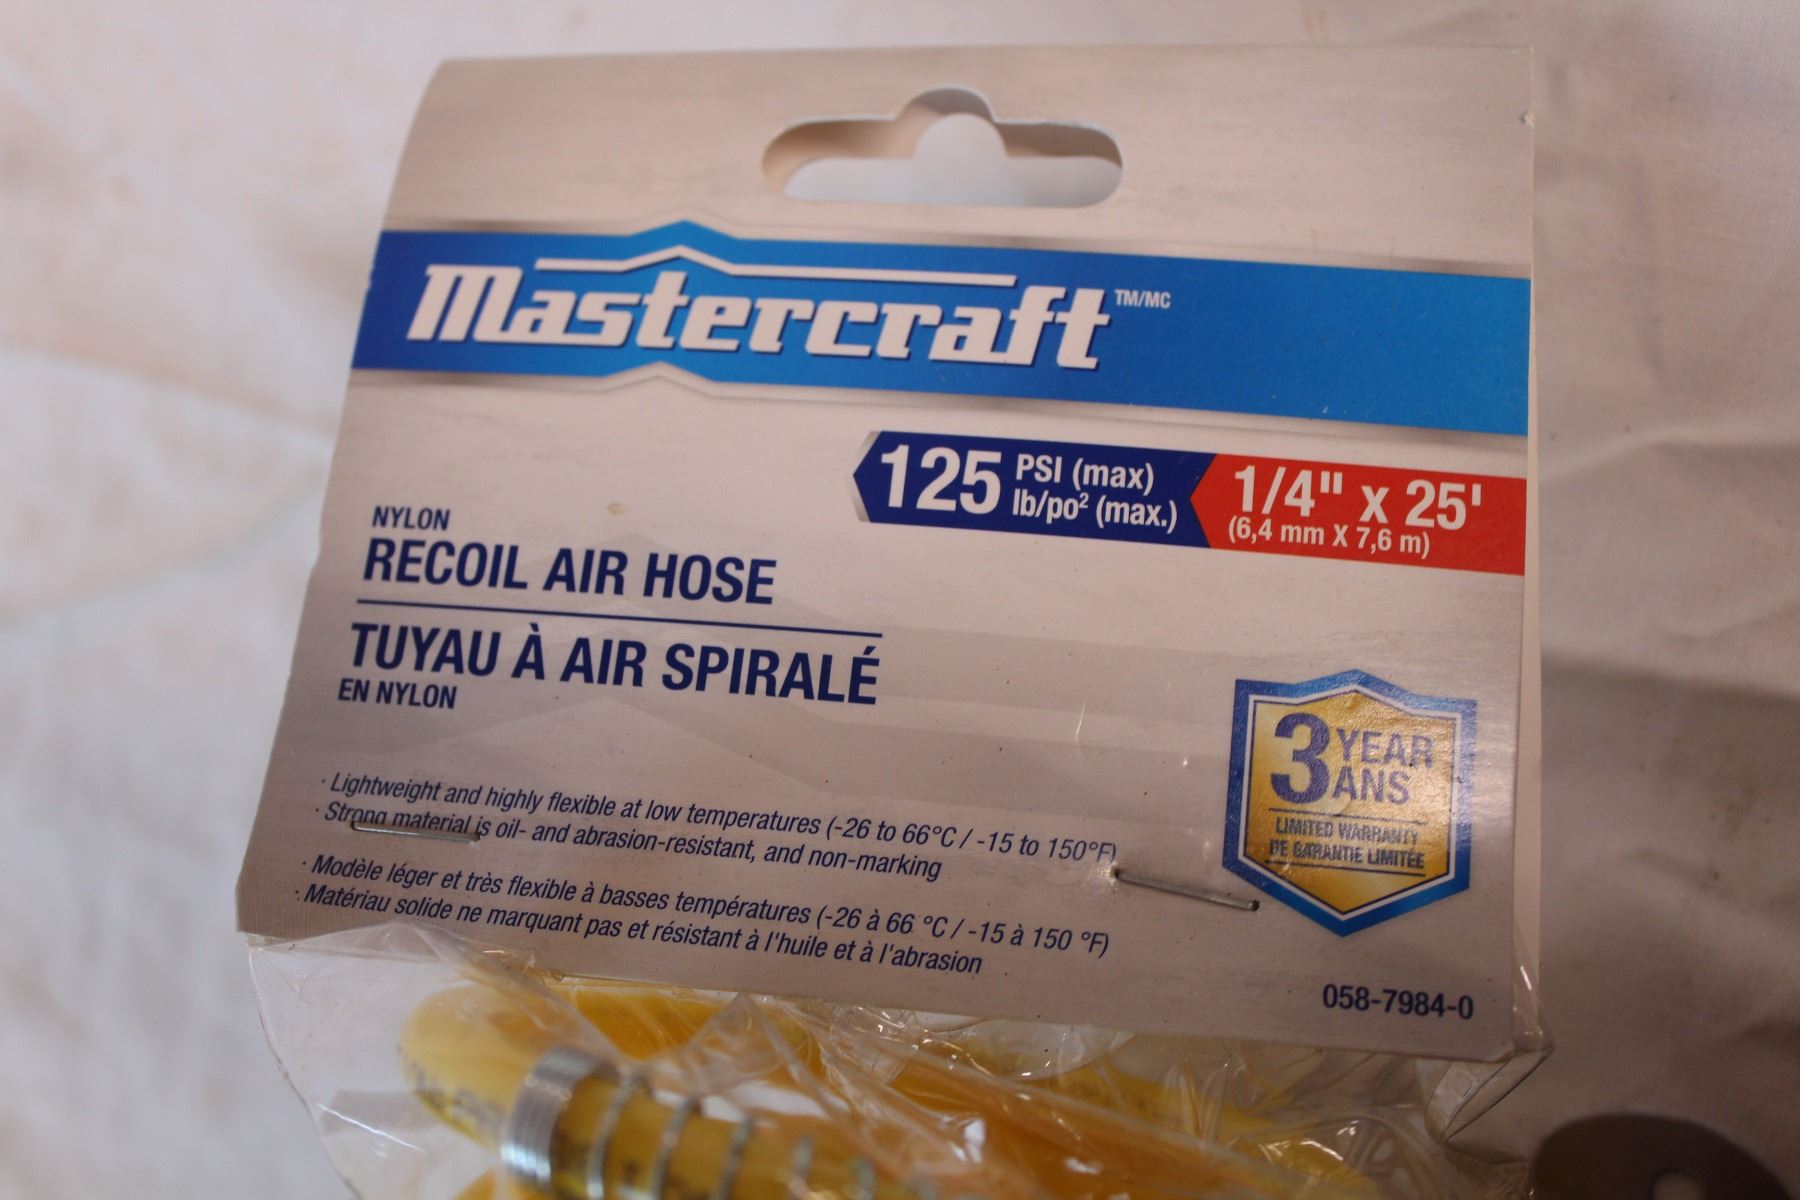 Mastercraft TM/MC
125 PSI (max)
lb/po² (max.)
1/4" x 25'
(6,4 mm X 7,6 m)
NYLON
RECOIL AIR HOSE
TUYAU À AIR SPIRALÉ
EN NYLON
· Lightweight and highly flexible at low temperatures (-26 to 66°C / -15 to 150°F)
· Strong material is oil- and abrasion-resistant, and non-marking
· Modèle léger et très flexible à basses températures (-26 à 66 °C / -15 à 150 °F)
· Matériau solide ne marquant pas et résistant à l'huile et à l'abrasion
3 YEAR
ANS
LIMITED WARRANTY
DE GARANTIE LIMITÉE
058-7984-0